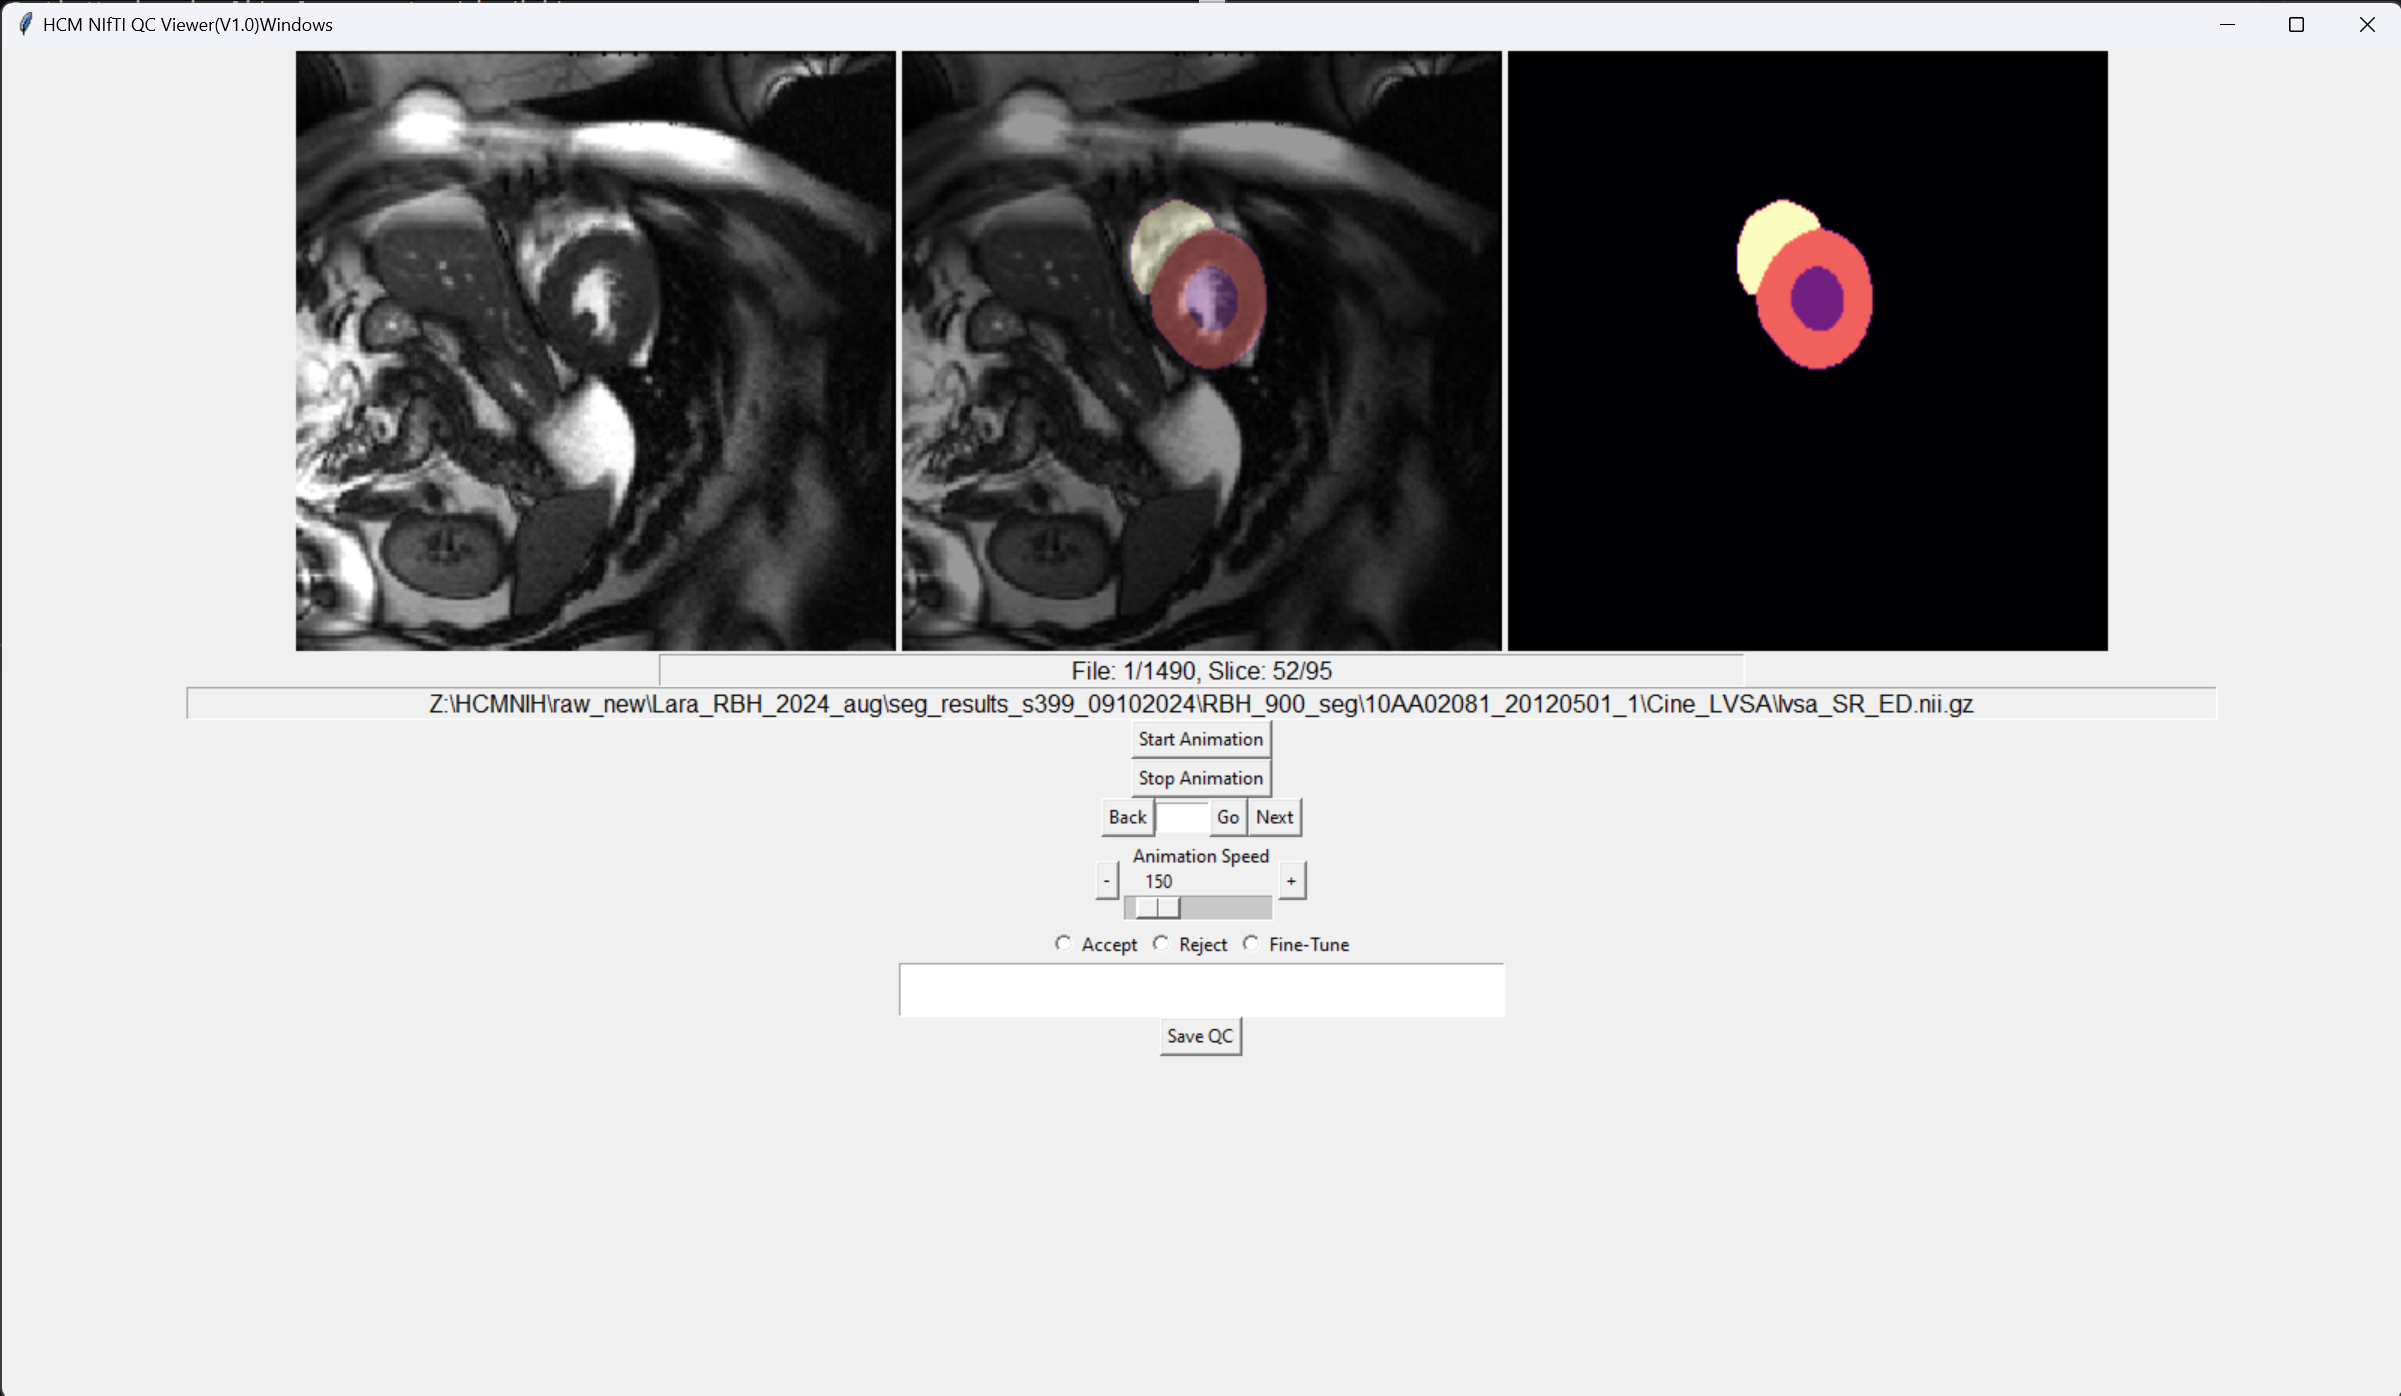 HCM NIfTI QC Viewer(V1.0)Windows
File: 1/1490, Slice: 52/95
Z:\HCMNIH\raw_new\Lara_RBH_2024_aug\seg_results_s399_09102024\RBH_900_seg\10AA02081_20120501_1\Cine_LVSA\lvsa_SR_ED.nii.gz
Start Animation
Stop Animation
Back Go Next
Animation Speed
- 150 +
Accept Reject Fine-Tune
Save QC